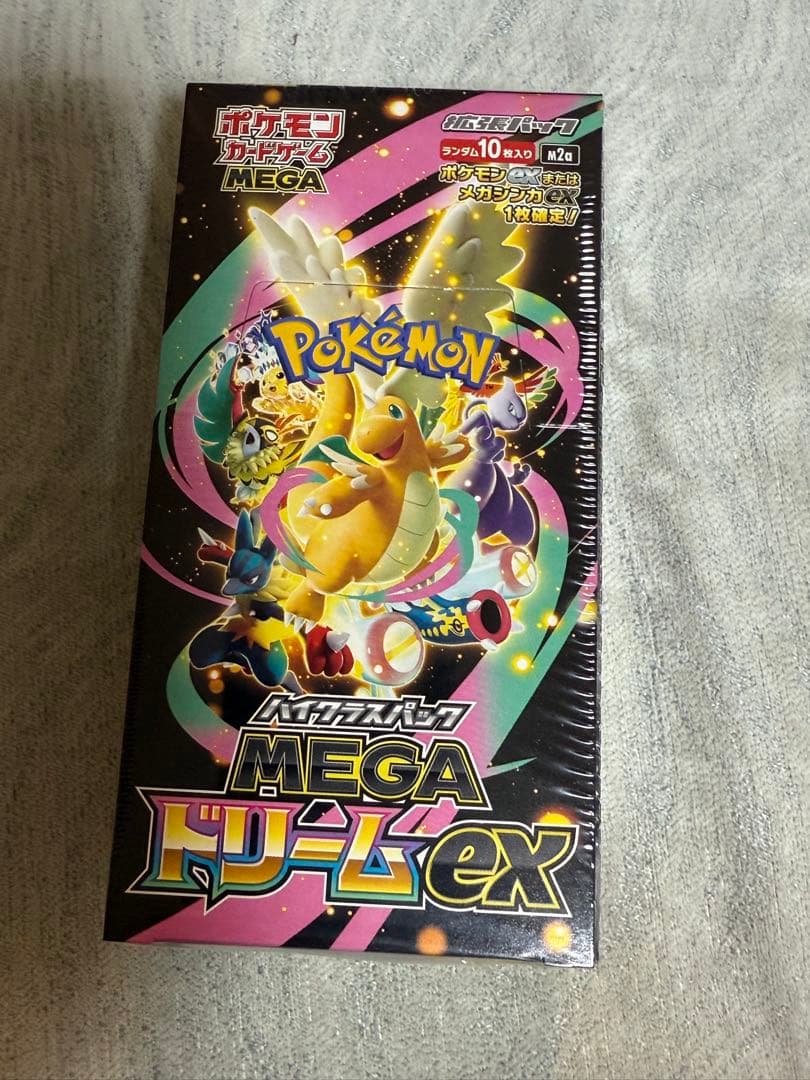 ポケモン
カードゲーム
MEGA
拡張パック
ランダム10枚入り M2a
ポケモンexまたは
メガシンカex
1枚確定!
POKéMON
ハイクラスパック
MEGA
ドリームex